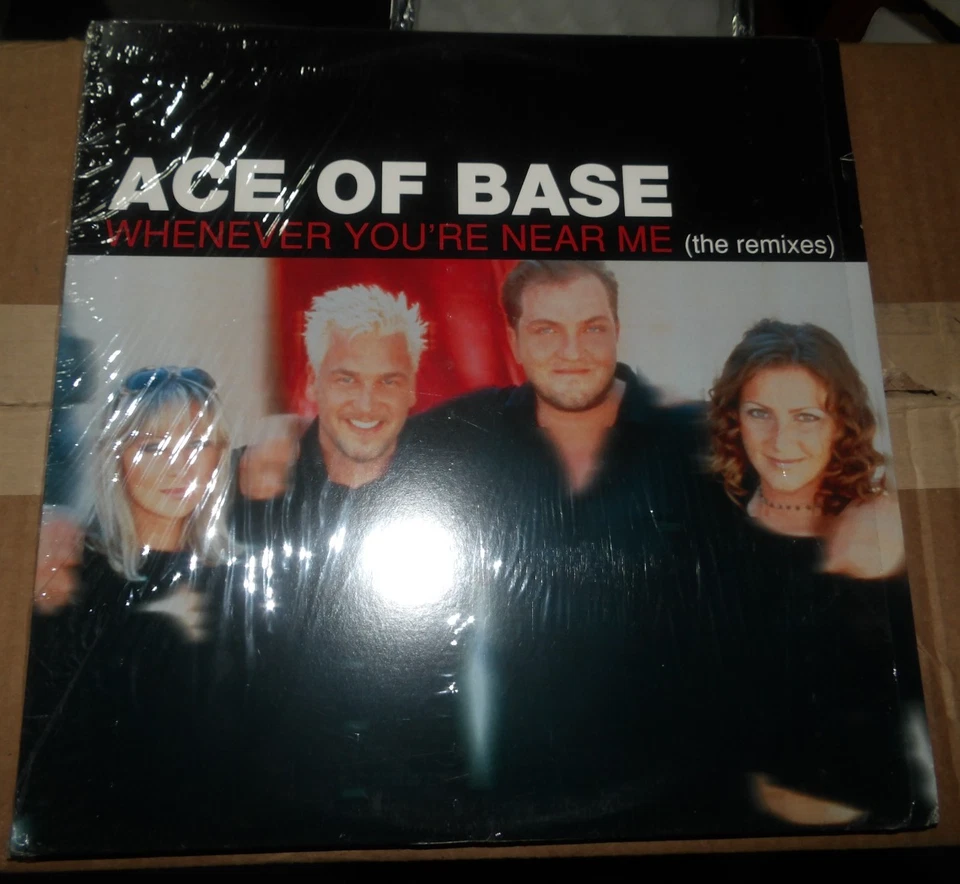 ACE OF BASE
WHENEVER YOU'RE NEAR ME (the remixes)